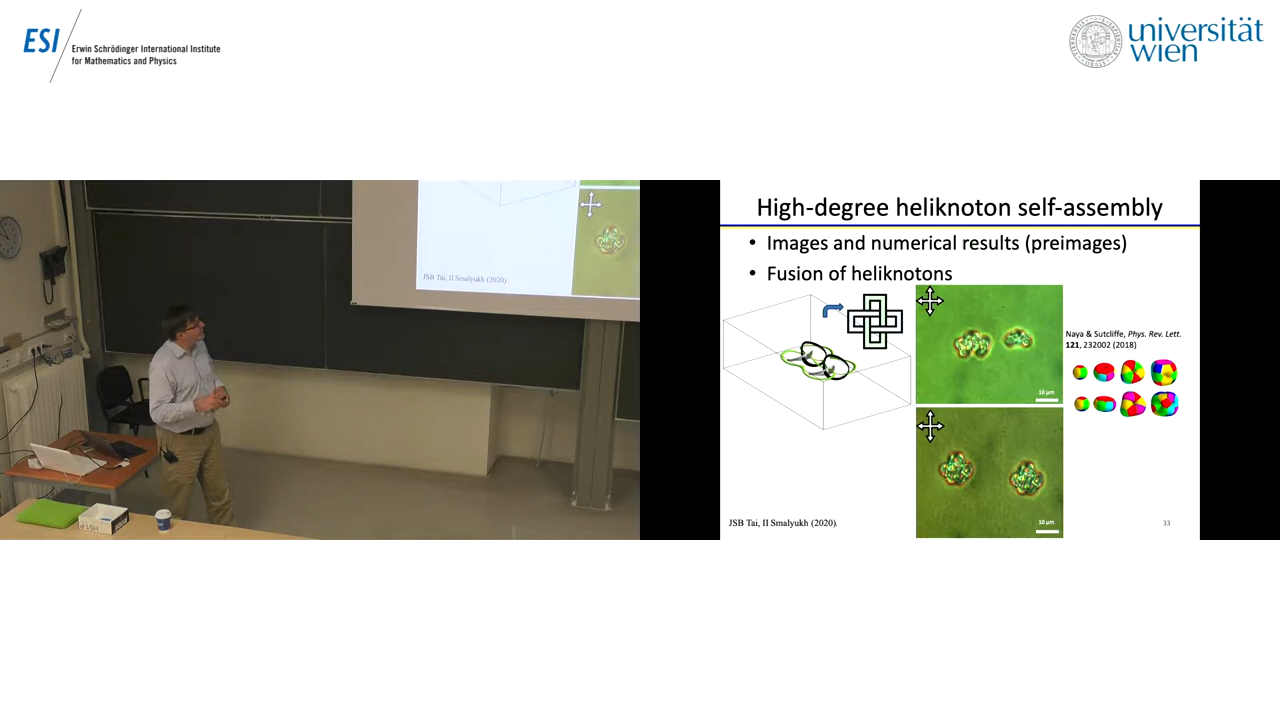 ESI
Erwin Schrödinger International Institute
for Mathematics and Physics
universität
wien
JSB Tai, II Smalyukh (2020)
High-degree heliknoton self-assembly
• Images and numerical results (preimages)
• Fusion of heliknotons
Naya & Sutcliffe, Phys. Rev. Lett.
121, 232002 (2018)
10 μm
10 μm
JSB Tai, II Smalyukh (2020).
33